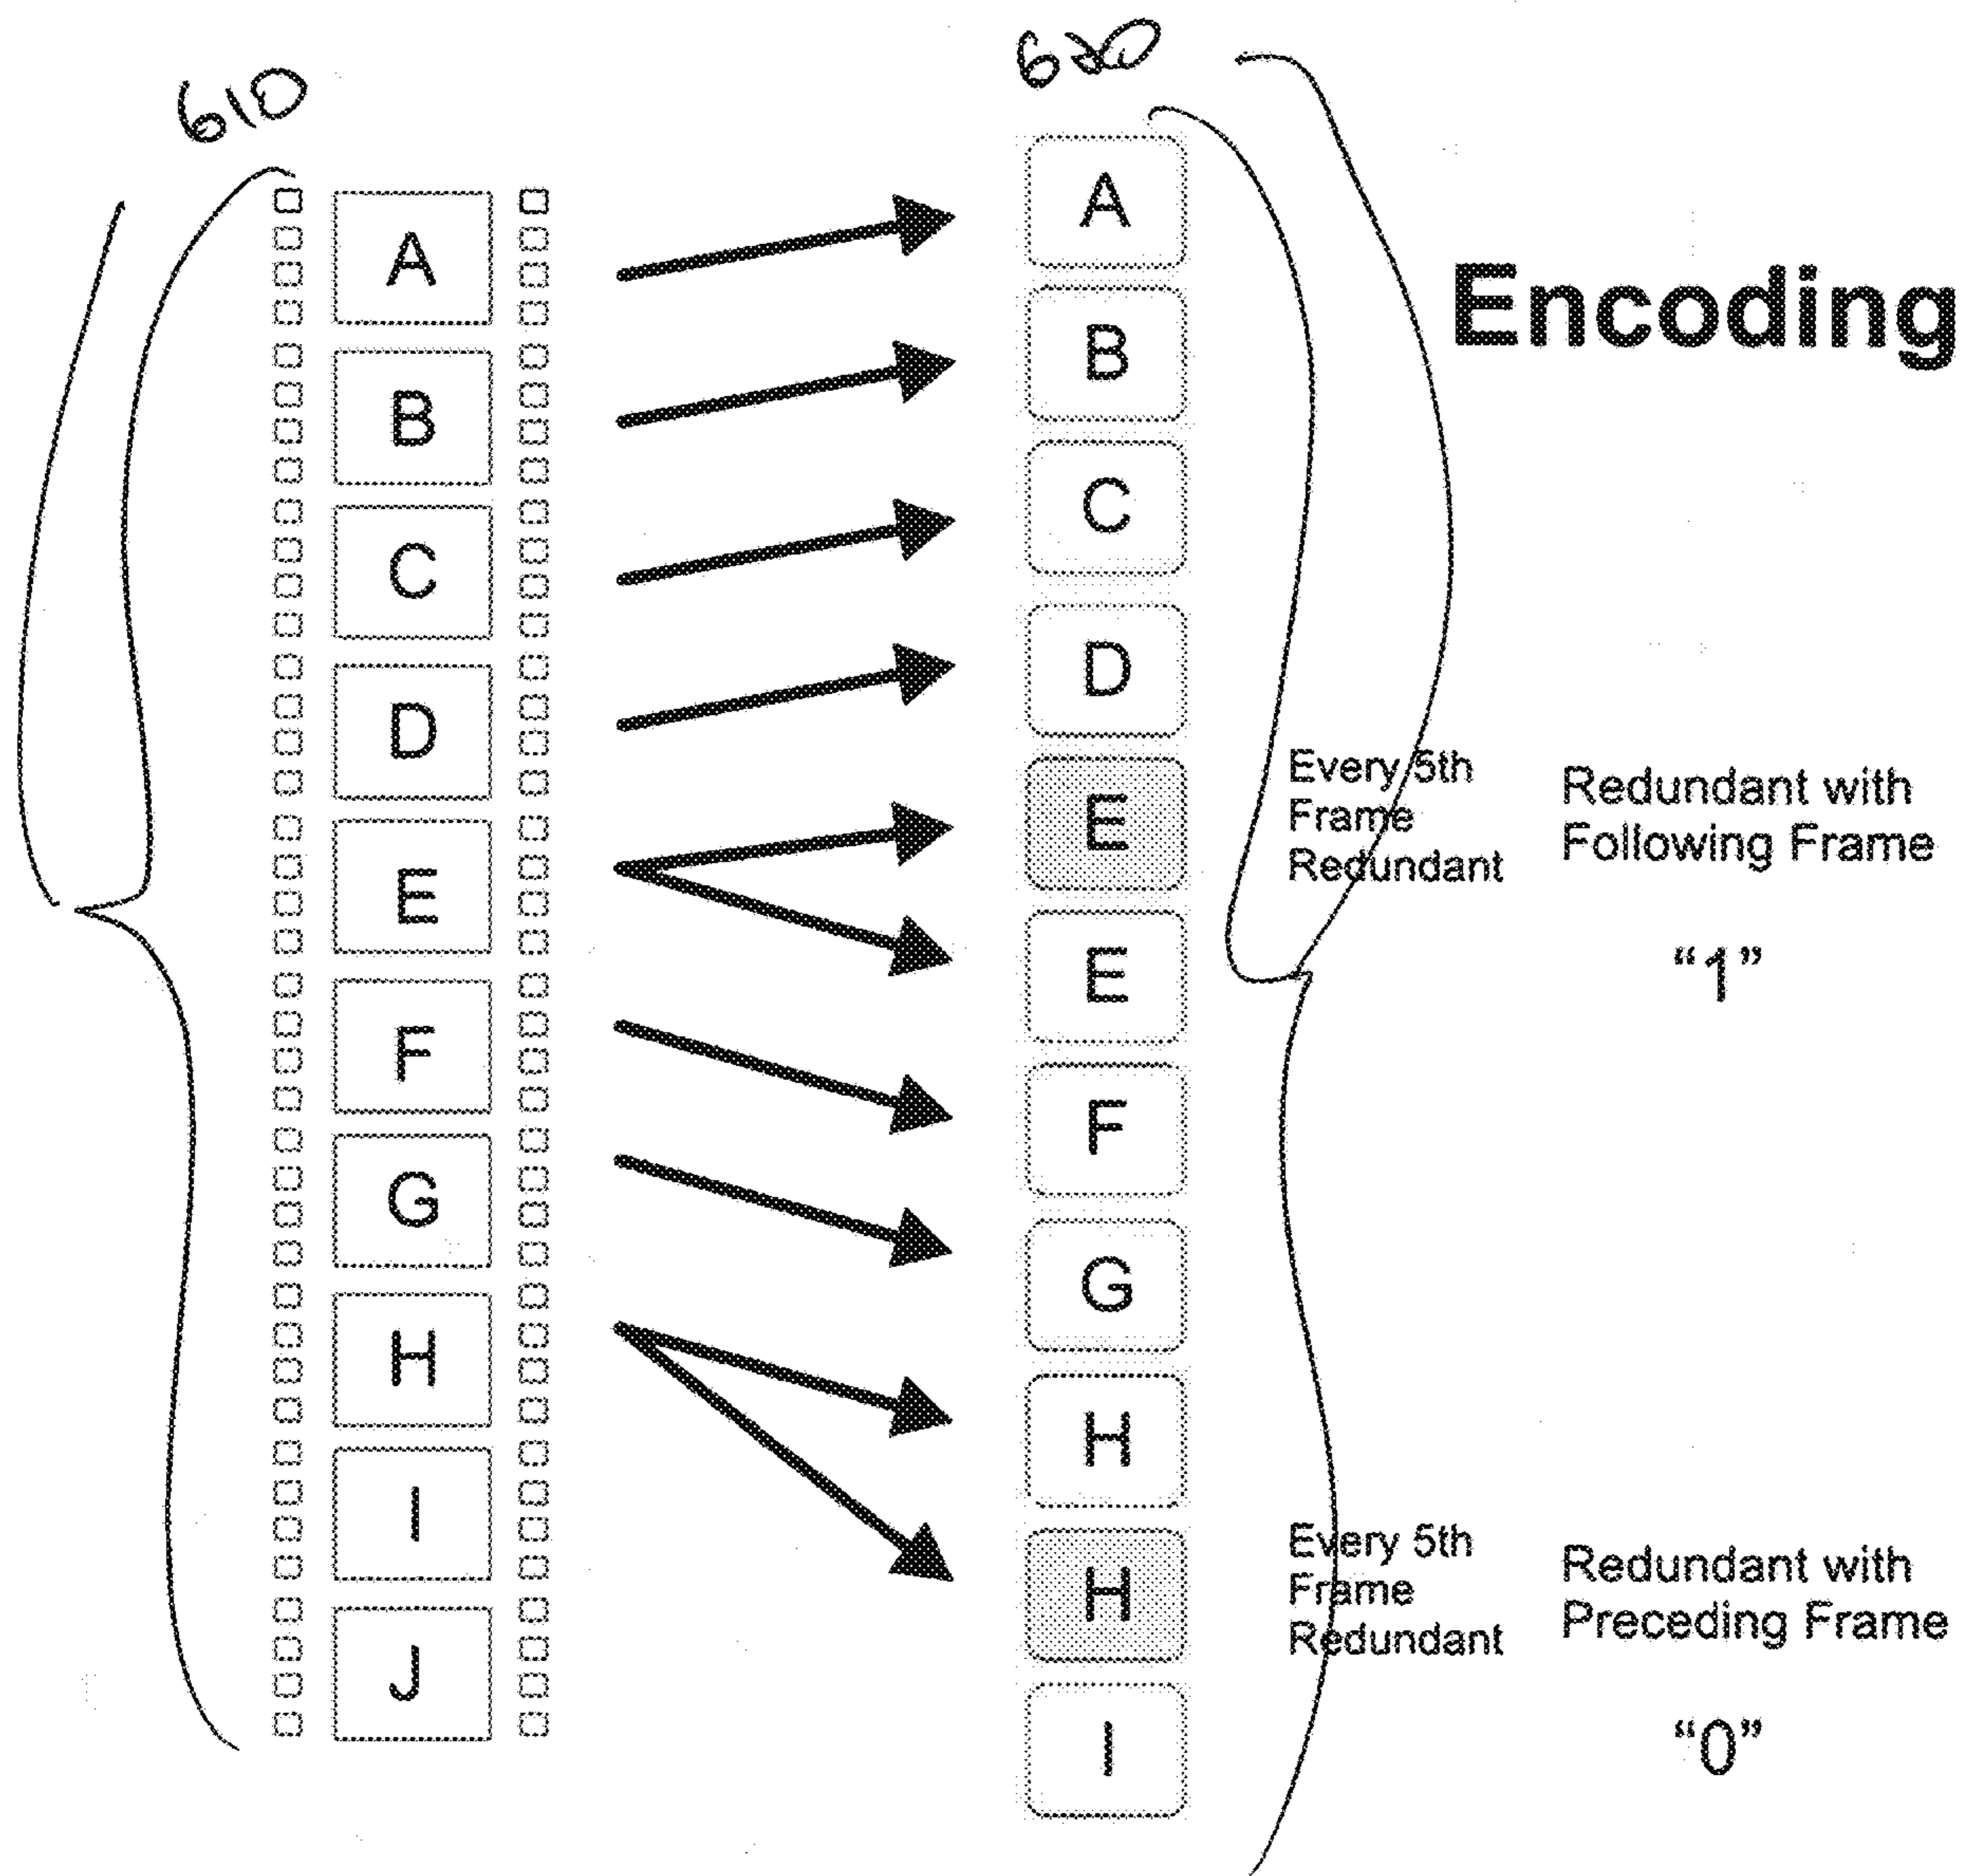 610
620
A
B
C
D
E
F
G
H
I
J
A
B
C
D
E
E
F
G
H
H
I
Encoding
Every 5th
Frame
Redundant
Redundant with
Following Frame
“1”
Every 5th
Frame
Redundant
Redundant with
Preceding Frame
“0”